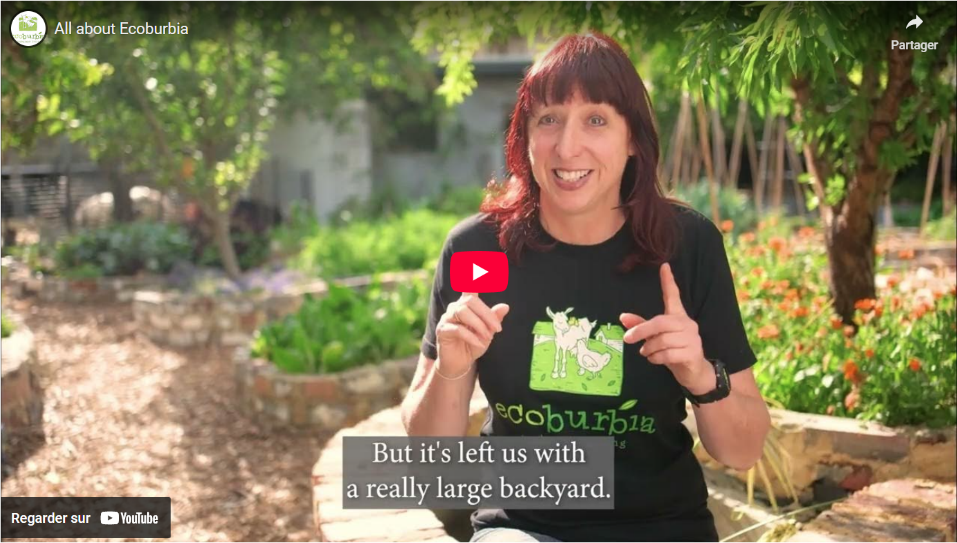 All about Ecoburbia
Partager
ecoburbia
But it's left us with
a really large backyard.
Regarder sur YouTube